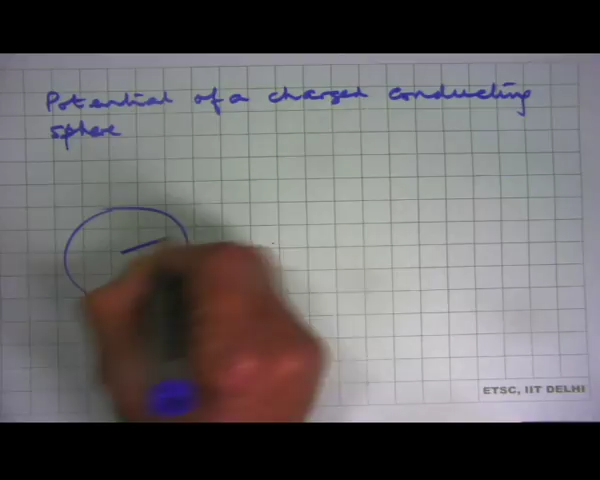 Potential of a charged conducting
sphere
ETSC, IIT DELHI